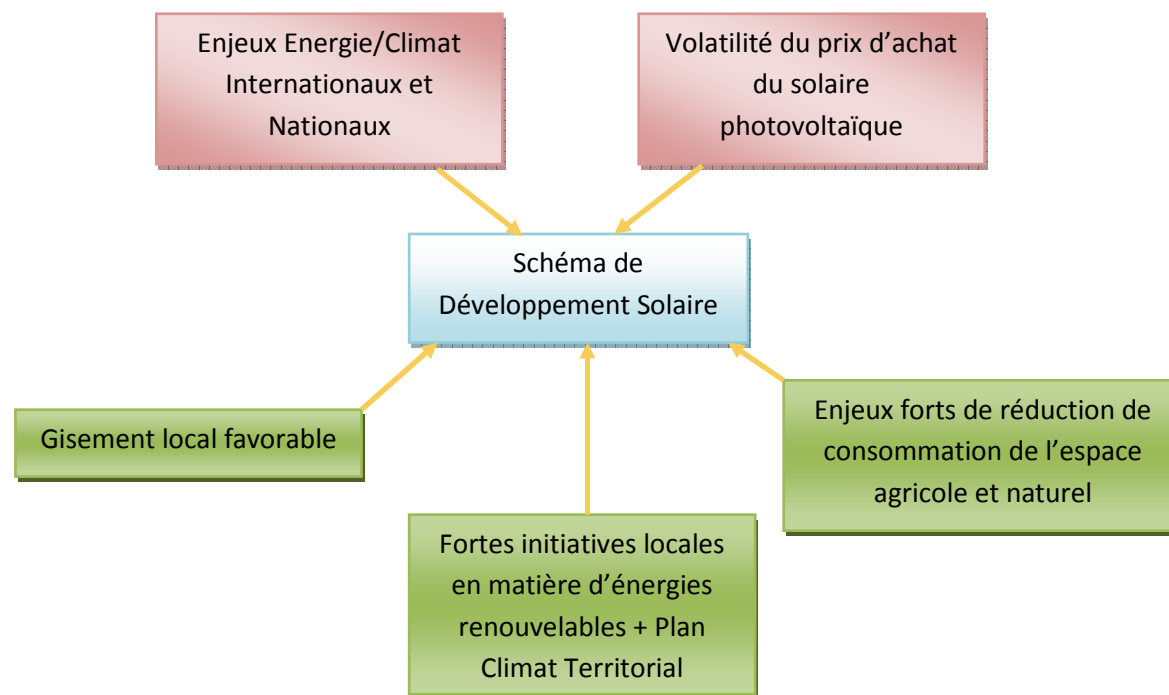 Enjeux Energie/Climat
Internationaux et
Nationaux
Volatilité du prix d’achat
du solaire
photovoltaïque
Schéma de
Développement Solaire
Gisement local favorable
Fortes initiatives locales
en matière d’énergies
renouvelables + Plan
Climat Territorial
Enjeux forts de réduction de
consommation de l’espace
agricole et naturel